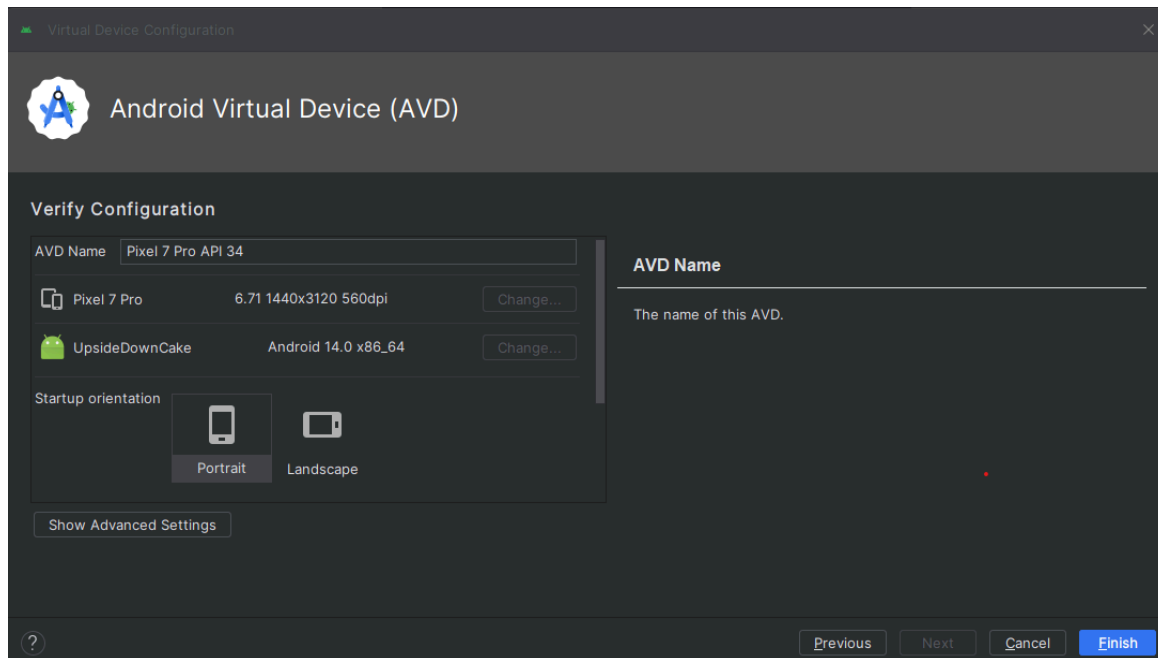 Virtual Device Configuration
Android Virtual Device (AVD)
Verify Configuration
AVD Name Pixel 7 Pro API 34
Pixel 7 Pro 6.71 1440x3120 560dpi Change...
UpsideDownCake Android 14.0 x86_64 Change...
Startup orientation
Portrait Landscape
Show Advanced Settings
AVD Name
The name of this AVD.
? Previous Next Cancel Finish